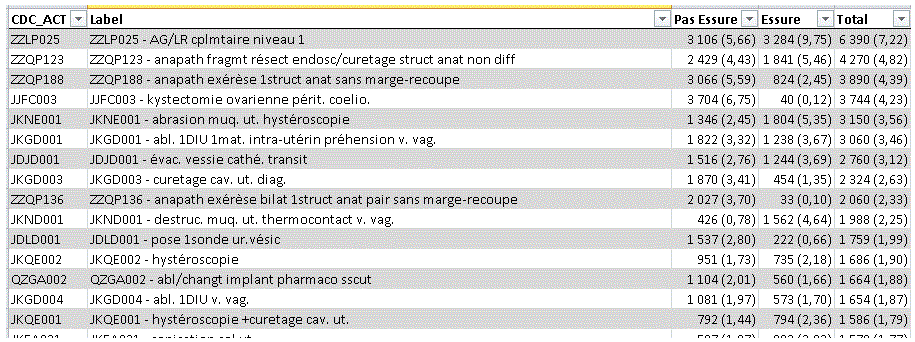 CDC_ACT Label Pas Essure Essure Total
ZZLP025 ZZLP025 - AG/LR cplmtaire niveau 1 3 106 (5,66) 3 284 (9,75) 6 390 (7,22)
ZZQP123 ZZQP123 - anapath fragmt résect endosc/curetage struct anat non diff 2 429 (4,43) 1 841 (5,46) 4 270 (4,82)
ZZQP188 ZZQP188 - anapath exérèse 1struct anat sans marge-recoupe 3 066 (5,59) 824 (2,45) 3 890 (4,39)
JJFC003 JJFC003 - kystectomie ovarienne périt. coelio. 3 704 (6,75) 40 (0,12) 3 744 (4,23)
JKNE001 JKNE001 - abrasion muq. ut. hystéroscopie 1 346 (2,45) 1 804 (5,35) 3 150 (3,56)
JKGD001 JKGD001 - abl. 1DIU 1mat. intra-utérin préhension v. vag. 1 822 (3,32) 1 238 (3,67) 3 060 (3,46)
JDJD001 JDJD001 - évac. vessie cathé. transit 1 516 (2,76) 1 244 (3,69) 2 760 (3,12)
JKGD003 JKGD003 - curetage cav. ut. diag. 1 870 (3,41) 454 (1,35) 2 324 (2,63)
ZZQP136 ZZQP136 - anapath exérèse bilat 1struct anat pair sans marge-recoupe 2 027 (3,70) 33 (0,10) 2 060 (2,33)
JKND001 JKND001 - destruc. muq. ut. thermocontact v. vag. 426 (0,78) 1 562 (4,64) 1 988 (2,25)
JDLD001 JDLD001 - pose 1sonde ur.vésic 1 537 (2,80) 222 (0,66) 1 759 (1,99)
JKQE002 JKQE002 - hystéroscopie 951 (1,73) 735 (2,18) 1 686 (1,90)
QZGA002 QZGA002 - abl/changt implant pharmaco sscut 1 104 (2,01) 560 (1,66) 1 664 (1,88)
JKGD004 JKGD004 - abl. 1DIU v. vag. 1 081 (1,97) 573 (1,70) 1 654 (1,87)
JKQE001 JKQE001 - hystéroscopie +curetage cav. ut. 792 (1,44) 794 (2,36) 1 586 (1,79)